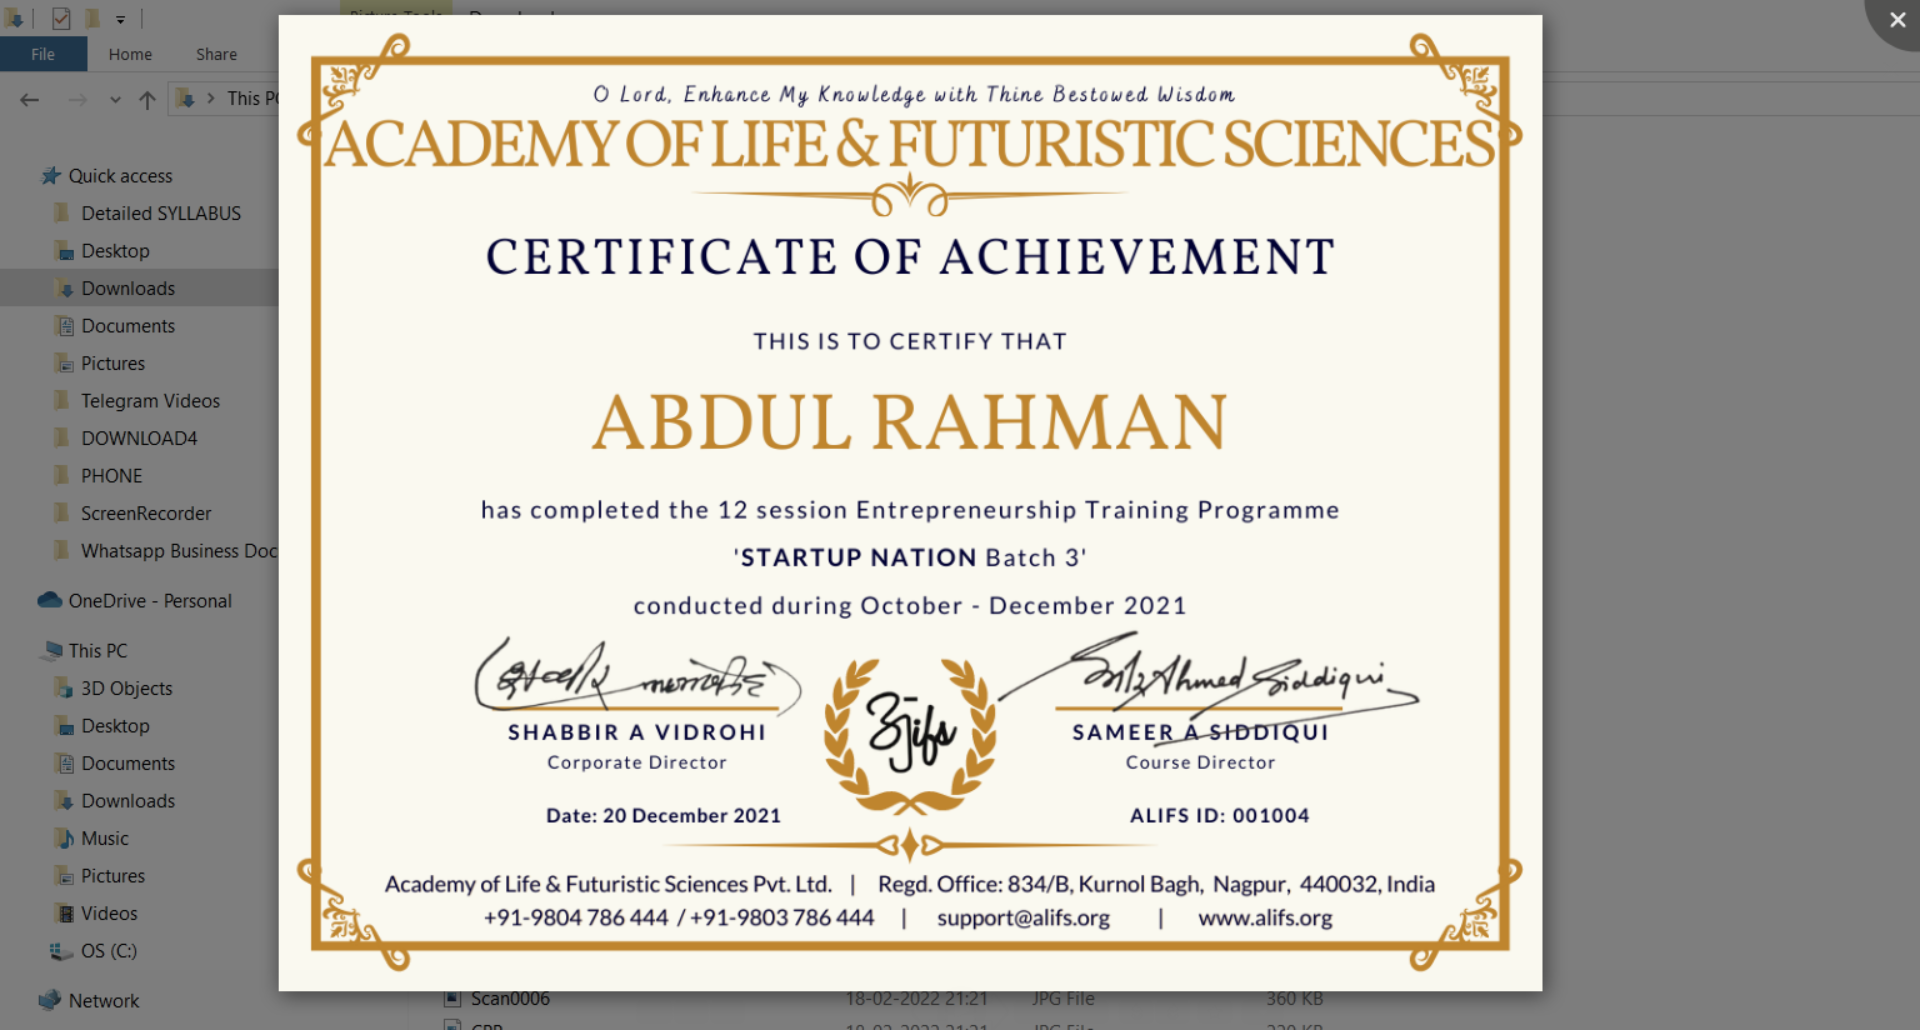 File
Home
Share
This PC
Quick access
Detailed SYLLABUS
Desktop
Downloads
Documents
Pictures
Telegram Videos
DOWNLOAD4
PHONE
ScreenRecorder
Whatsapp Business Doc
OneDrive - Personal
This PC
3D Objects
Desktop
Documents
Downloads
Music
Pictures
Videos
OS (C:)
Network
O Lord, Enhance My Knowledge with Thine Bestowed Wisdom
ACADEMY OF LIFE & FUTURISTIC SCIENCES
CERTIFICATE OF ACHIEVEMENT
THIS IS TO CERTIFY THAT
ABDUL RAHMAN
has completed the 12 session Entrepreneurship Training Programme
'STARTUP NATION Batch 3'
conducted during October - December 2021
Ahmed Siddiqui
SHABBIR A VIDROHI
Corporate Director
SAMEER A SIDDIQUI
Course Director
Date: 20 December 2021
ALIFS ID: 001004
Academy of Life & Futuristic Sciences Pvt. Ltd. | Regd. Office: 834/B, Kurnol Bagh, Nagpur, 440032, India
+91-9804 786 444 / +91-9803 786 444 | support@alifs.org | www.alifs.org
Scan0006 18-02-2022 21:21 JPG File 360 KB